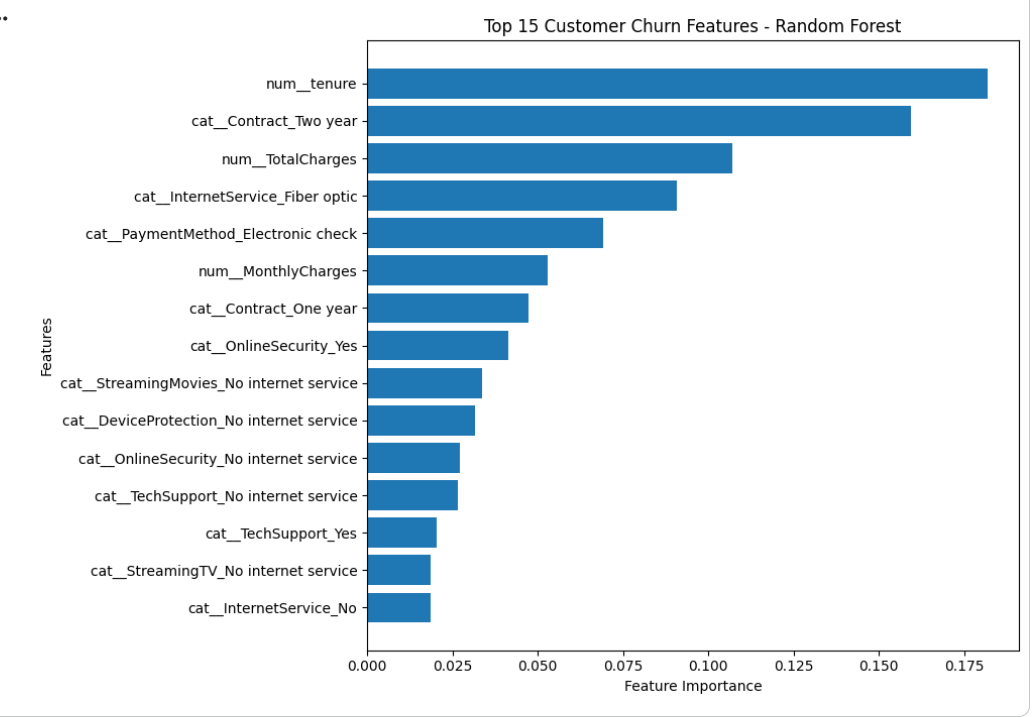 ..
Top 15 Customer Churn Features - Random Forest
Features
num__tenure
cat__Contract_Two year
num__TotalCharges
cat__InternetService_Fiber optic
cat__PaymentMethod_Electronic check
num__MonthlyCharges
cat__Contract_One year
cat__OnlineSecurity_Yes
cat__StreamingMovies_No internet service
cat__DeviceProtection_No internet service
cat__OnlineSecurity_No internet service
cat__TechSupport_No internet service
cat__TechSupport_Yes
cat__StreamingTV_No internet service
cat__InternetService_No
0.000 0.025 0.050 0.075 0.100 0.125 0.150 0.175
Feature Importance